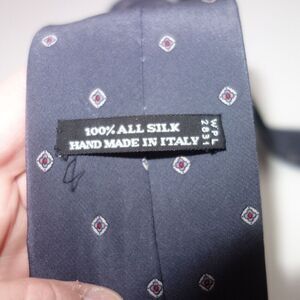 100% ALL SILK
HAND MADE IN ITALY
WPL
2831